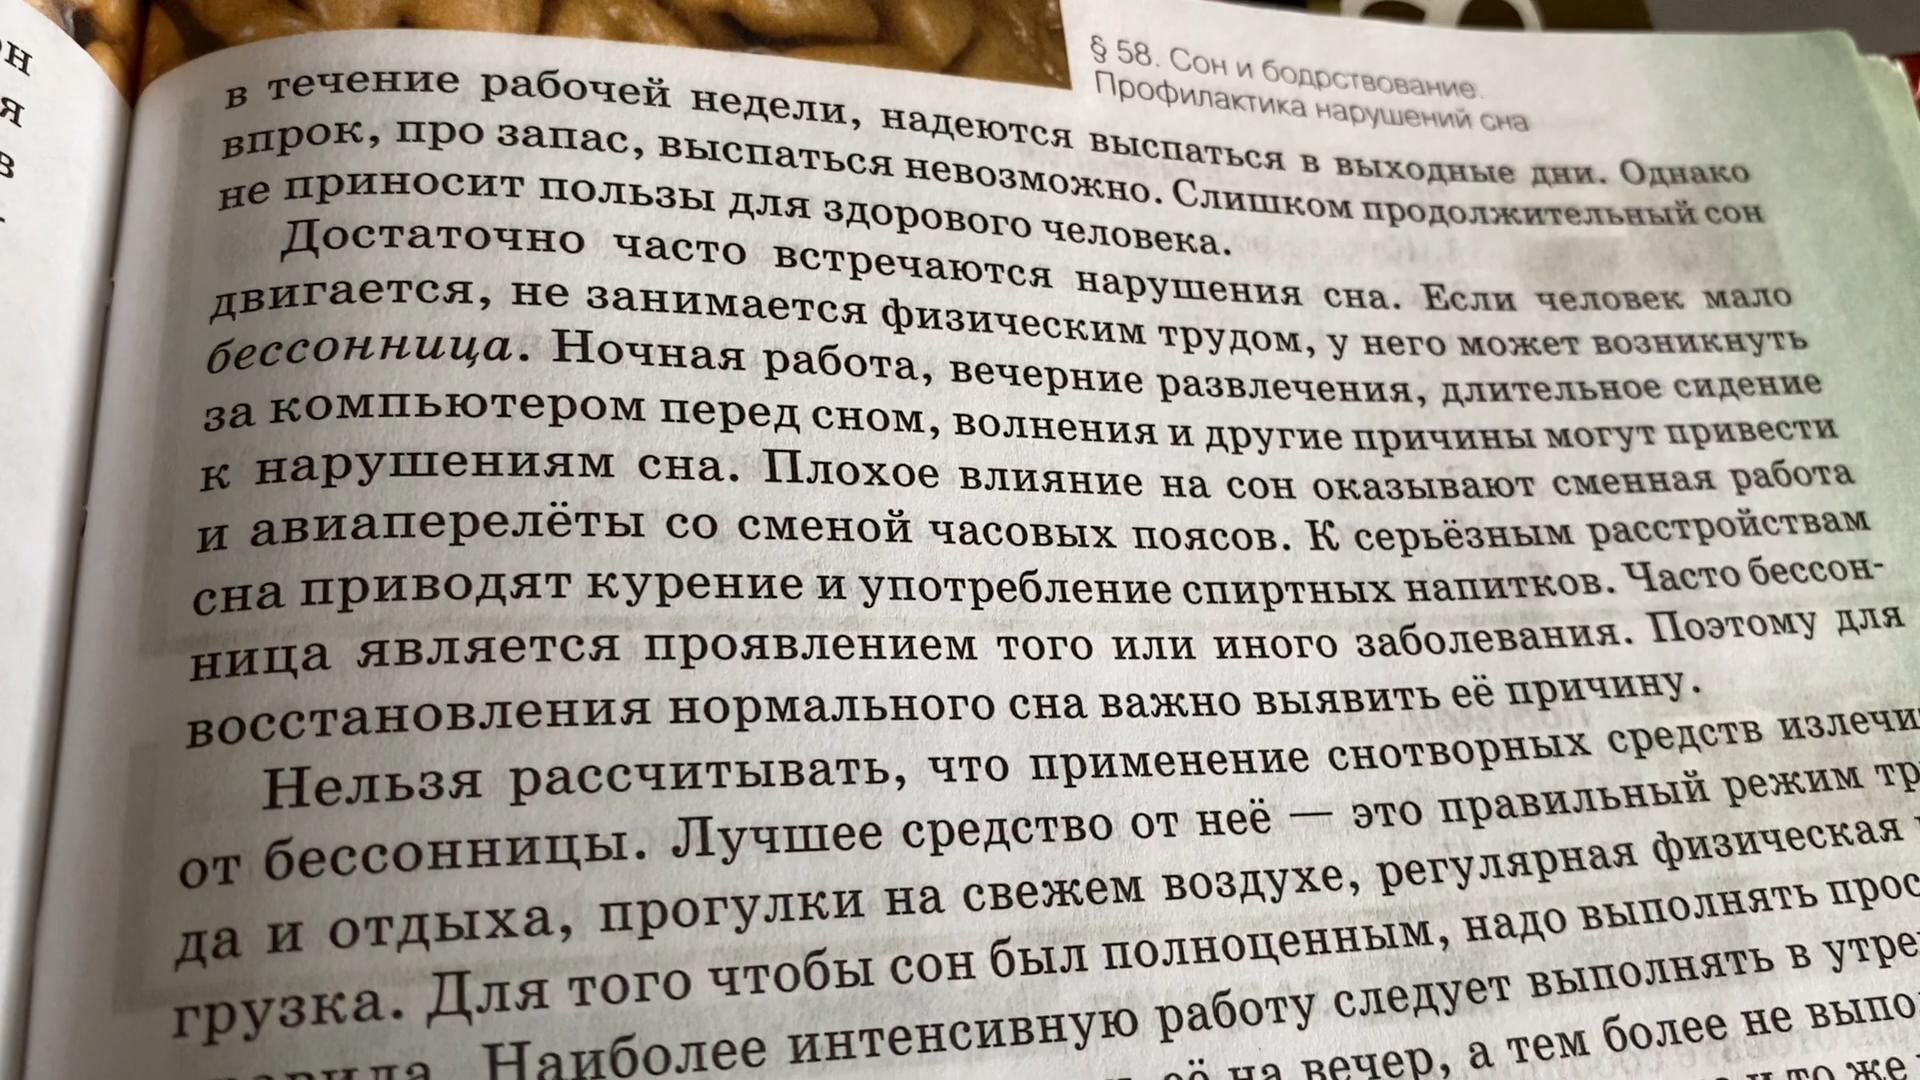 § 58. Сон и бодрствование.
Профилактика нарушений сна
в течение рабочей недели, надеются выспаться в выходные дни. Однако
впрок, про запас, выспаться невозможно. Слишком продолжительный сон
не приносит пользы для здорового человека.
Достаточно часто встречаются нарушения сна. Если человек мало
двигается, не занимается физическим трудом, у него может возникнуть
бессонница. Ночная работа, вечерние развлечения, длительное сидение
за компьютером перед сном, волнения и другие причины могут привести
к нарушениям сна. Плохое влияние на сон оказывают сменная работа
и авиаперелёты со сменой часовых поясов. К серьёзным расстройствам
сна приводят курение и употребление спиртных напитков. Часто бессон-
ница является проявлением того или иного заболевания. Поэтому для
восстановления нормального сна важно выявить её причину.
Нельзя рассчитывать, что применение снотворных средств
от бессонницы. Лучшее средство от неё — это правильный режим
да и отдыха, прогулки на свежем воздухе, регулярная физическая
грузка. Для того чтобы сон был полноценным, надо выполнять
Наиболее интенсивную работу следует выполнять в
её на вечер, а тем более не
то же